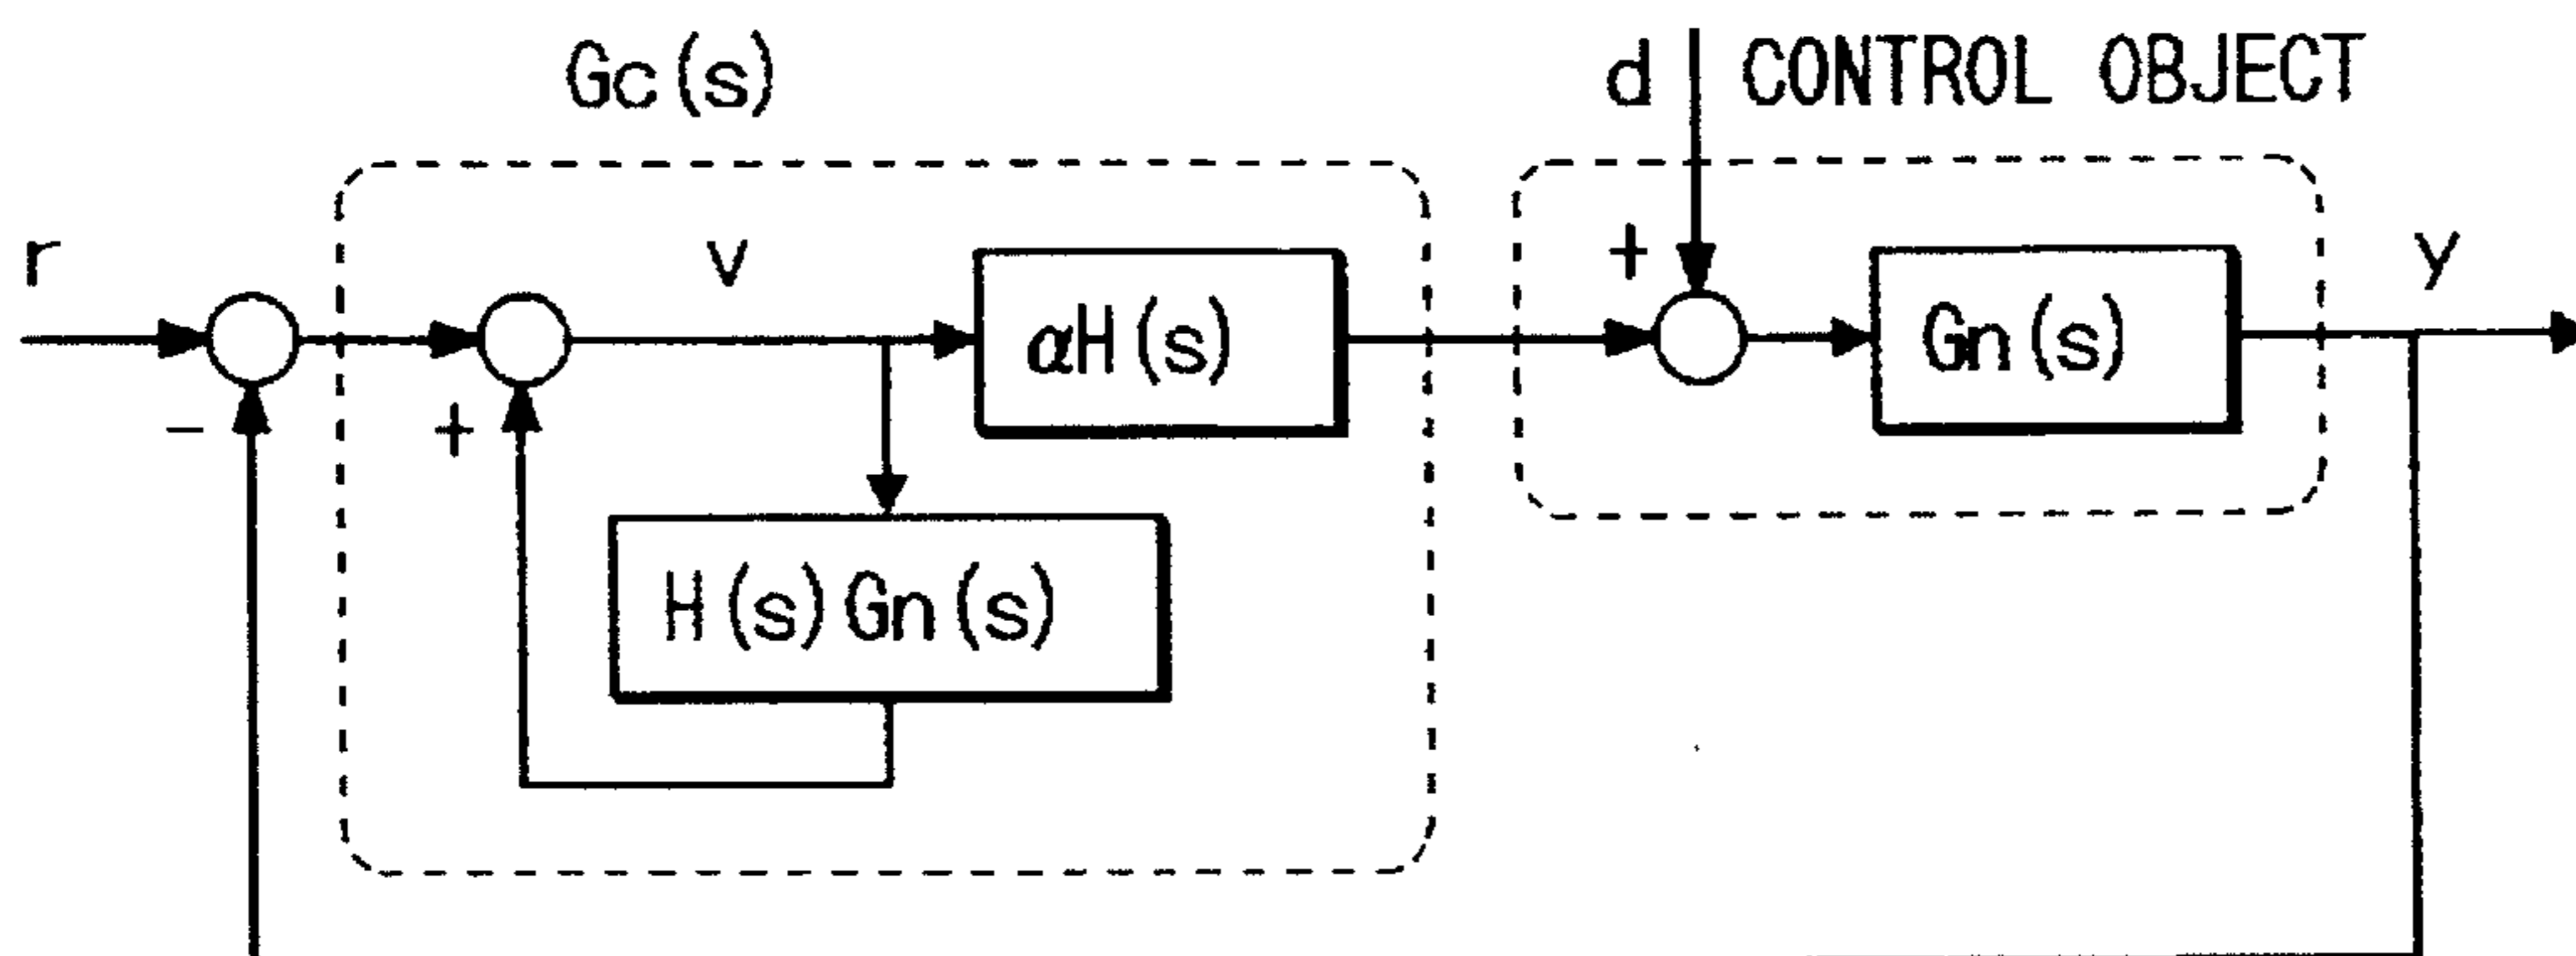 Gc(s)
d CONTROL OBJECT
r
v
+
y
αH(s)
Gn(s)
-
+
H(s)Gn(s)